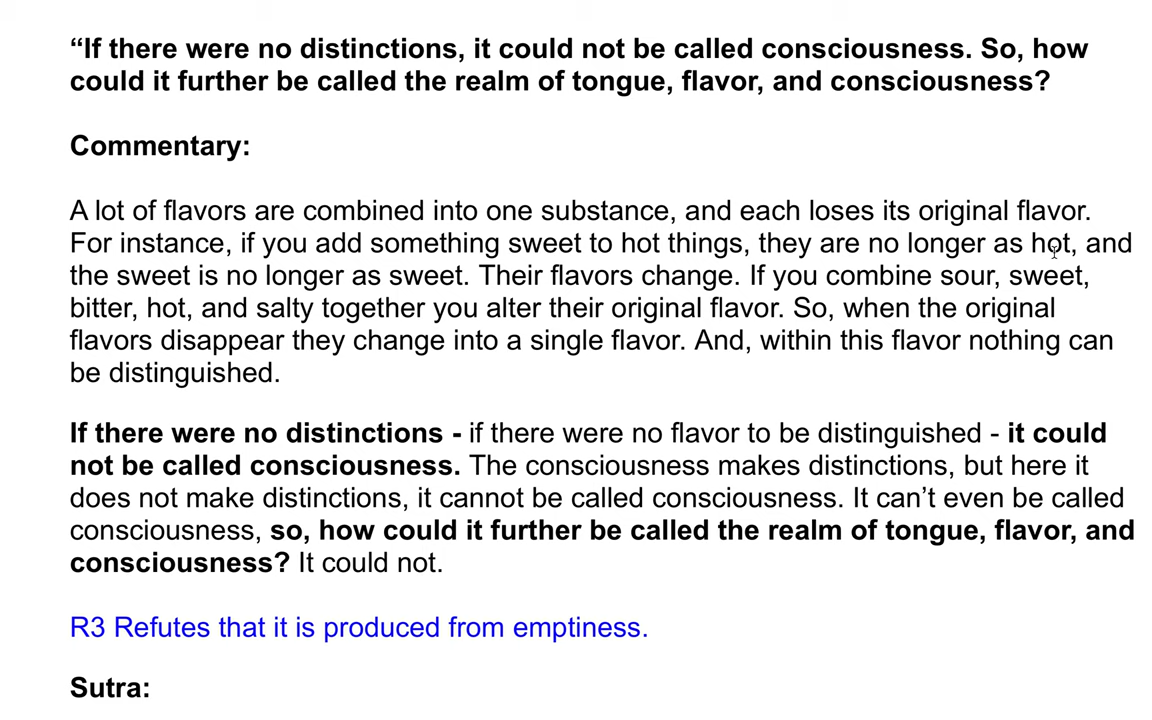 “If there were no distinctions, it could not be called consciousness. So, how
could it further be called the realm of tongue, flavor, and consciousness?
Commentary:
A lot of flavors are combined into one substance, and each loses its original flavor.
For instance, if you add something sweet to hot things, they are no longer as hot, and
the sweet is no longer as sweet. Their flavors change. If you combine sour, sweet,
bitter, hot, and salty together you alter their original flavor. So, when the original
flavors disappear they change into a single flavor. And, within this flavor nothing can
be distinguished.
If there were no distinctions - if there were no flavor to be distinguished - it could
not be called consciousness. The consciousness makes distinctions, but here it
does not make distinctions, it cannot be called consciousness. It can’t even be called
consciousness, so, how could it further be called the realm of tongue, flavor, and
consciousness? It could not.
R3 Refutes that it is produced from emptiness.
Sutra: